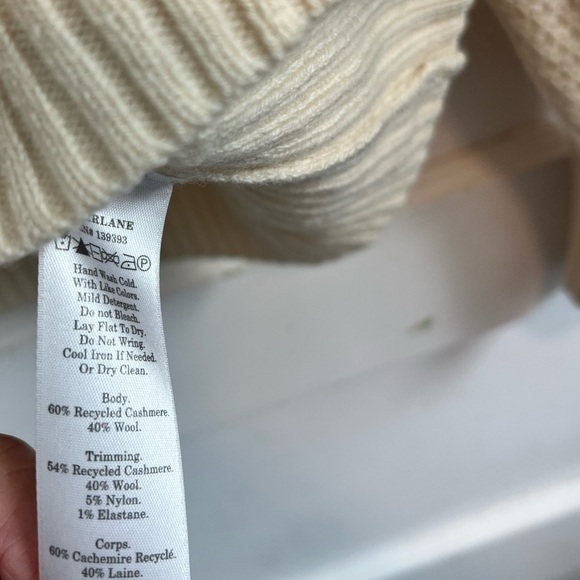 RLANE
139393
Hand Wash Cold.
With Like Colors.
Mild Detergent.
Do not Bleach.
Lay Flat To Dry.
Do Not Wring.
Cool Iron If Needed.
Or Dry Clean.
Body.
60% Recycled Cashmere.
40% Wool.
Trimming.
54% Recycled Cashmere.
40% Wool.
5% Nylon.
1% Elastane.
Corps.
60% Cachemire Recyclé.
40% Laine.